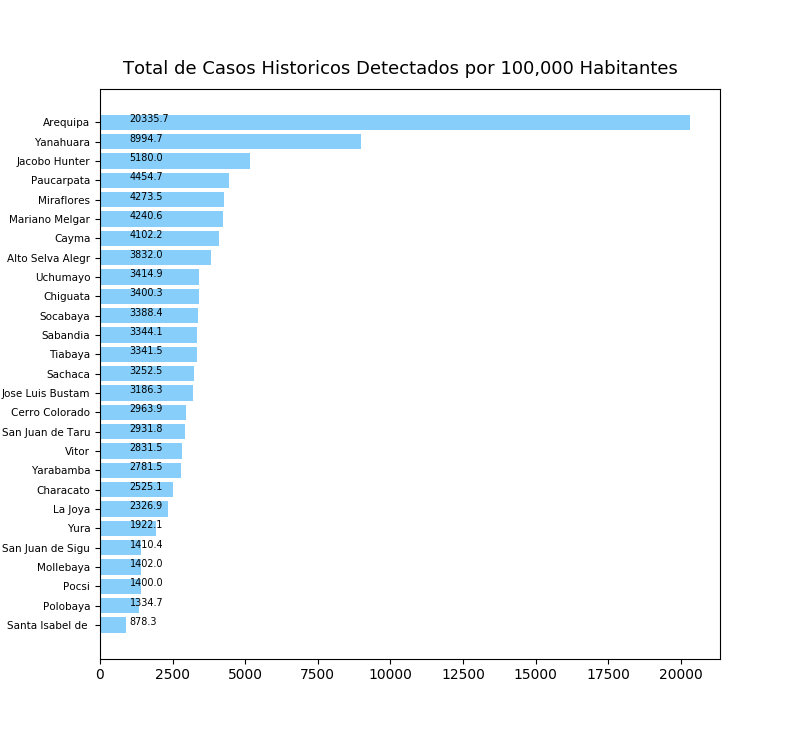 Total de Casos Historicos Detectados por 100,000 Habitantes
Arequipa 20335.7
Yanahuara 8994.7
Jacobo Hunter 5180.0
Paucarpata 4454.7
Miraflores 4273.5
Mariano Melgar 4240.6
Cayma 4102.2
Alto Selva Alegr 3832.0
Uchumayo 3414.9
Chiguata 3400.3
Socabaya 3388.4
Sabandia 3344.1
Tiabaya 3341.5
Sachaca 3252.5
Jose Luis Bustam 3186.3
Cerro Colorado 2963.9
San Juan de Taru 2931.8
Vitor 2831.5
Yarabamba 2781.5
Characato 2525.1
La Joya 2326.9
Yura 1922.1
San Juan de Sigu 1410.4
Mollebaya 1402.0
Pocsi 1400.0
Polobaya 1334.7
Santa Isabel de 878.3
0 2500 5000 7500 10000 12500 15000 17500 20000